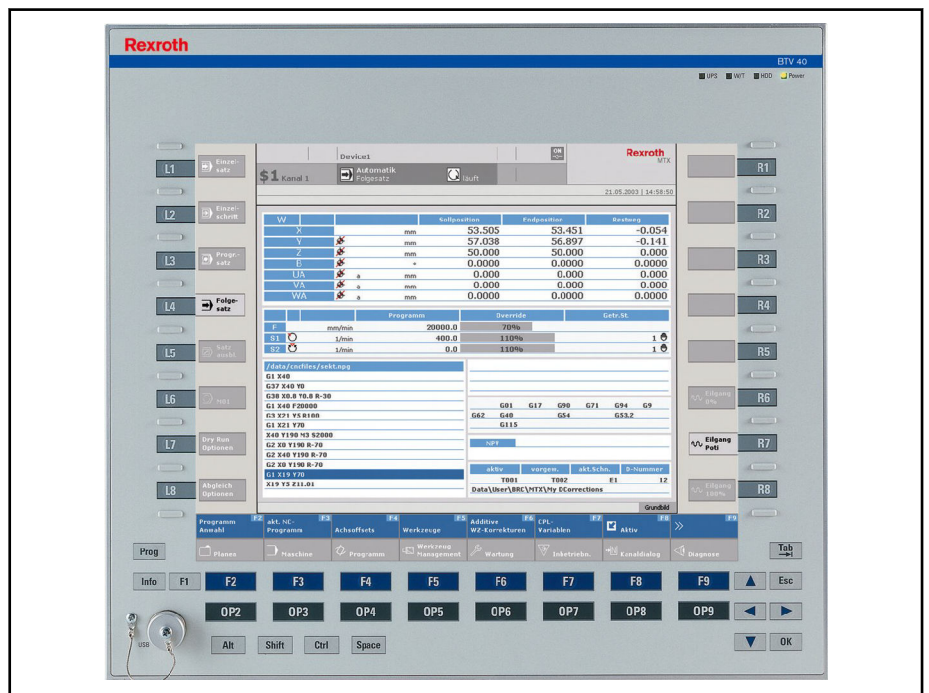 Rexroth
BTV 40
UPS W/T HDD Power
Device1
ON
Rexroth
MTX
$1 Kanal 1
Automatik
Folgesatz
läuft
21.05.2003 | 14:58:50
L1
Einzel-
satz
L2
Einzel-
schritt
L3
Progr.-
satz
L4
Folge-
satz
L5
Satz
L6
M01
L7
Dry Run
Optionen
L8
Abgleich
Optionen
W Sollposition Endposition Restweg
X mm 53.505 53.451 -0.054
Y mm 57.038 56.897 -0.141
Z mm 50.000 50.000 0.000
B ° 0.0000 0.0000 0.0000
UA a mm 0.000 0.000 0.000
VA a mm 0.000 0.000 0.000
WA a mm 0.0000 0.0000 0.0000
Programm Override Getr.St.
F mm/min 20000.0 70%
S1 1/min 400.0 110% 1
S2 1/min 0.0 110% 1
/data/cncfiles/sekt.npg
G1 X40
G37 X40 Y0
G38 X0.8 Y0.8 R-30
G1 X40 F20000
G3 X21 Y5 R100
G1 X21 Y70
X40 Y190 M3 S2000
G2 X0 Y190 R-70
G2 X40 Y190 R-70
G2 X0 Y190 R-70
G1 X19 Y70
X19 Y5 Z11.01
G01 G17 G90 G71 G94 G9
G62 G40 G54 G53.2
G115
NPV
aktiv vorgew. akt.Schn. D-Nummer
T001 T002 E1 12
Data\User\BRC\MTX\My DCorrections
Grundbild
R1
R2
R3
R4
R5
Eilgang
0%
R6
Eilgang
Poti
R7
Eilgang
100%
R8
Programm
Anwahl
F2
akt. NC-
Programm
F3
Achsoffsets
F4
Werkzeuge
F5
Additive
WZ-Korrekturen
F6
CPL-
Variablen
F7
Aktiv
F8
>>
F9
Planes
Maschine
Programm
Werkzeug
Management
Wartung
Inbetriebn.
Kanaldialog
Diagnose
Prog
Tab
Info F1 F2 F3 F4 F5 F6 F7 F8 F9 Esc
OP2 OP3 OP4 OP5 OP6 OP7 OP8 OP9
USB
Alt Shift Ctrl Space OK